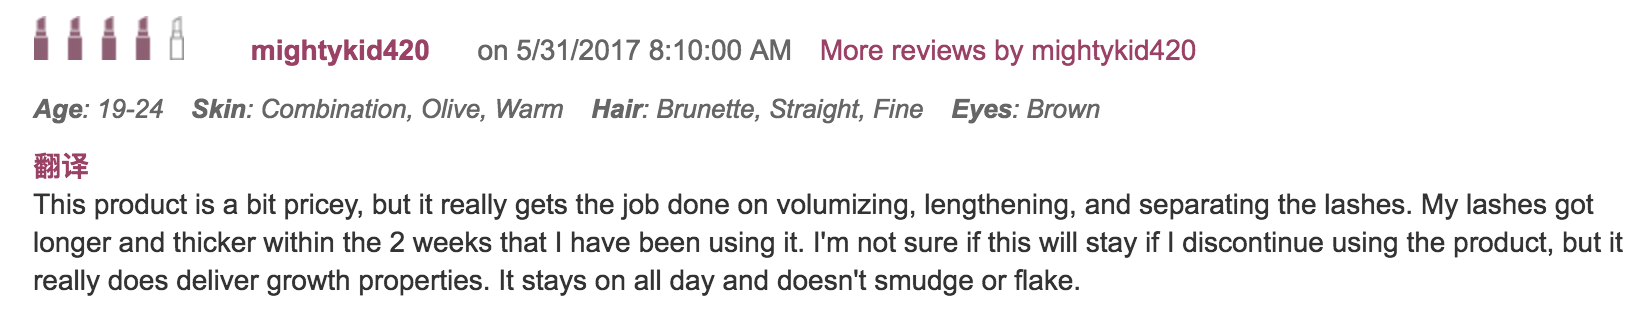 mightykid420 on 5/31/2017 8:10:00 AM More reviews by mightykid420
Age: 19-24 Skin: Combination, Olive, Warm Hair: Brunette, Straight, Fine Eyes: Brown
翻译
This product is a bit pricey, but it really gets the job done on volumizing, lengthening, and separating the lashes. My lashes got
longer and thicker within the 2 weeks that I have been using it. I'm not sure if this will stay if I discontinue using the product, but it
really does deliver growth properties. It stays on all day and doesn't smudge or flake.